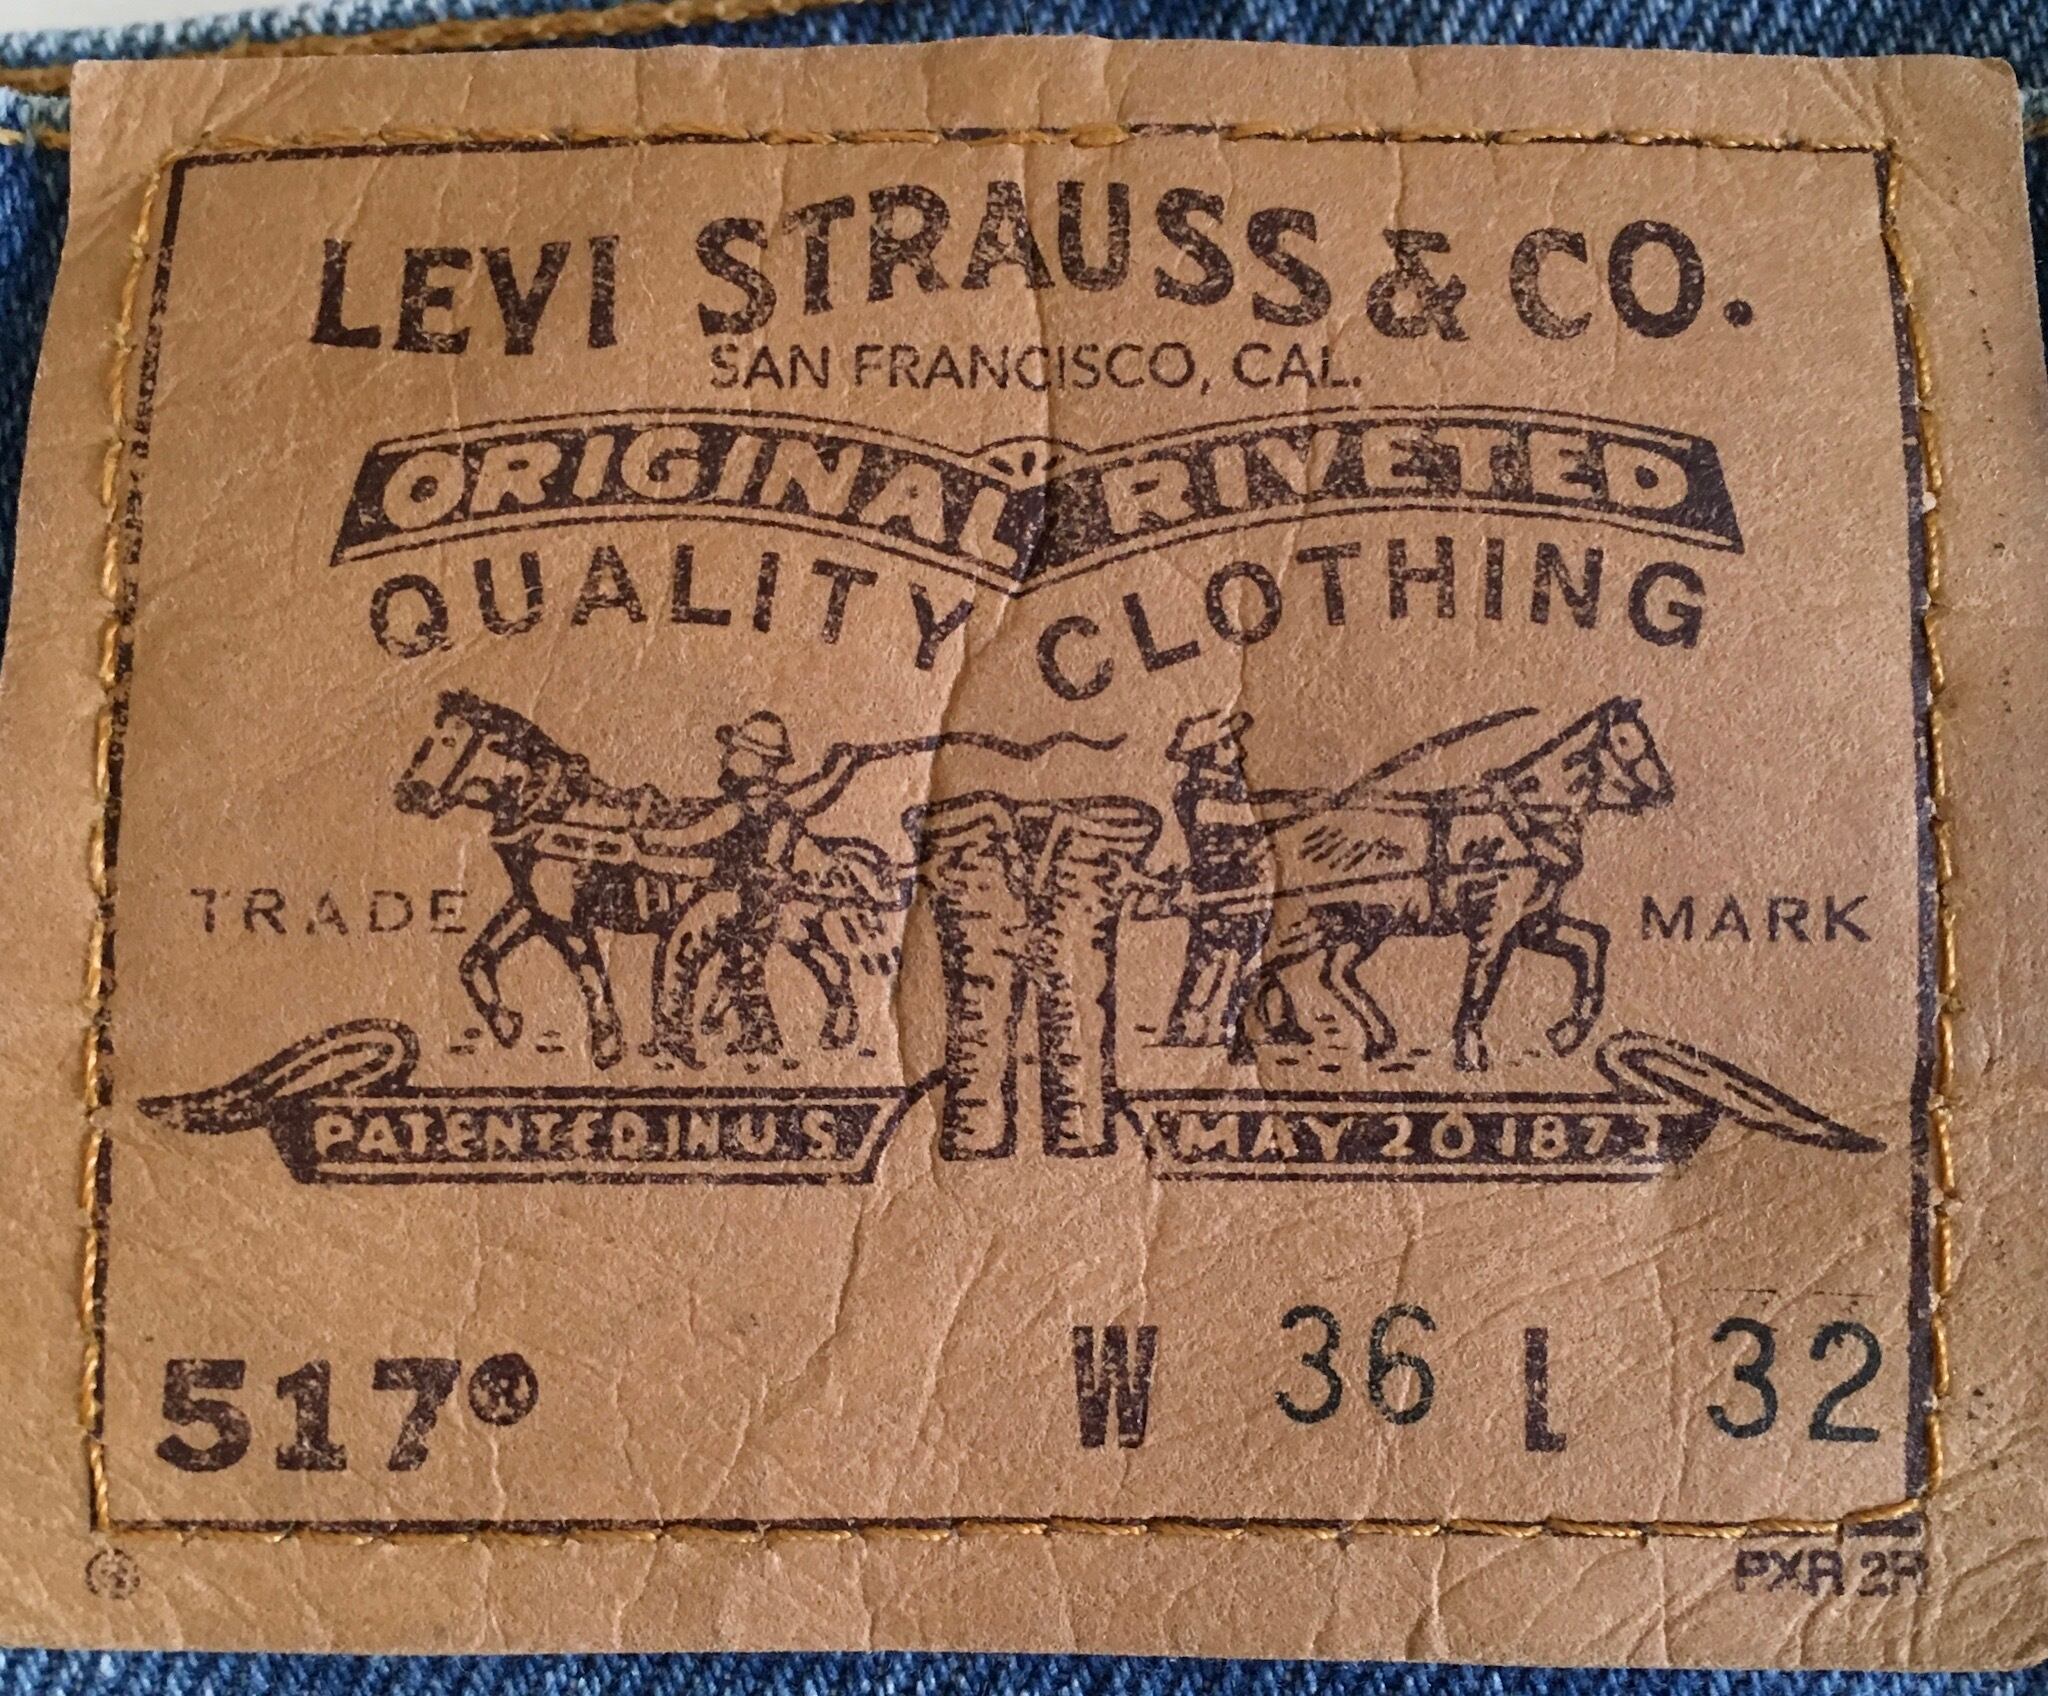 LEVI STRAUSS & CO.
SAN FRANCISCO, CAL.
ORIGINAL RIVETED
QUALITY CLOTHING
TRADE MARK
PATENTED IN U.S. MAY 20 1873
517® W 36 L 32
PXR 2R